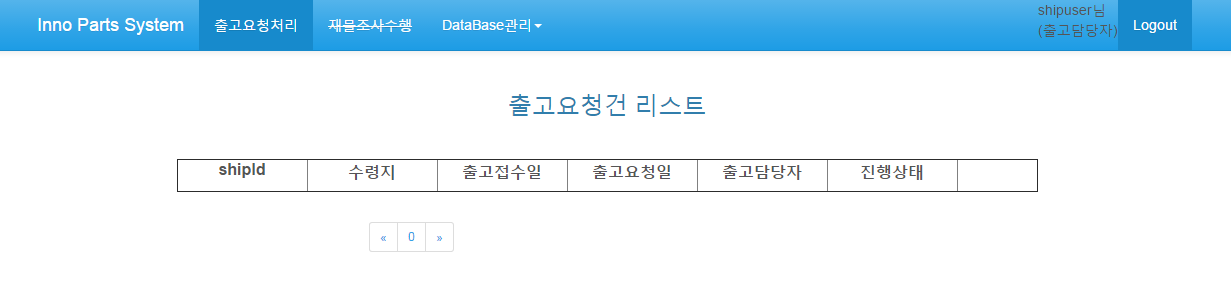 Inno Parts System 출고요청처리 재물조사수행 DataBase관리 shipuser님
(출고담당자) Logout
출고요청건 리스트
shipId 수령지 출고접수일 출고요청일 출고담당자 진행상태
« 0 »